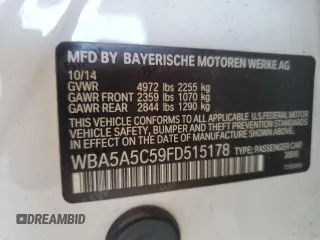 MFD BY BAYERISCHE MOTOREN WERKE AG
10/14
GVWR 4972 lbs 2255 kg
GAWR FRONT 2359 lbs 1070 kg
GAWR REAR 2844 lbs 1290 kg
THIS VEHICLE CONFORMS TO ALL APPLICABLE U.S. FEDERAL MOTOR
VEHICLE SAFETY, BUMPER AND THEFT PREVENTION STANDARDS IN EFFECT ON THE
DATE OF MANUFACTURE SHOWN ABOVE.
WBA5A5C59FD515178 TYPE: PASSENGER CAR
DREAMBID